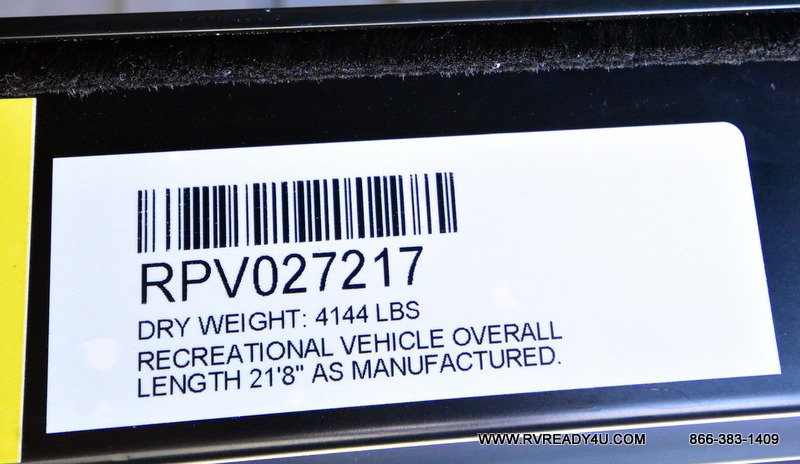 RPV027217
DRY WEIGHT: 4144 LBS
RECREATIONAL VEHICLE OVERALL
LENGTH 21'8" AS MANUFACTURED.
WWW.RVREADY4U.COM 866-383-1409